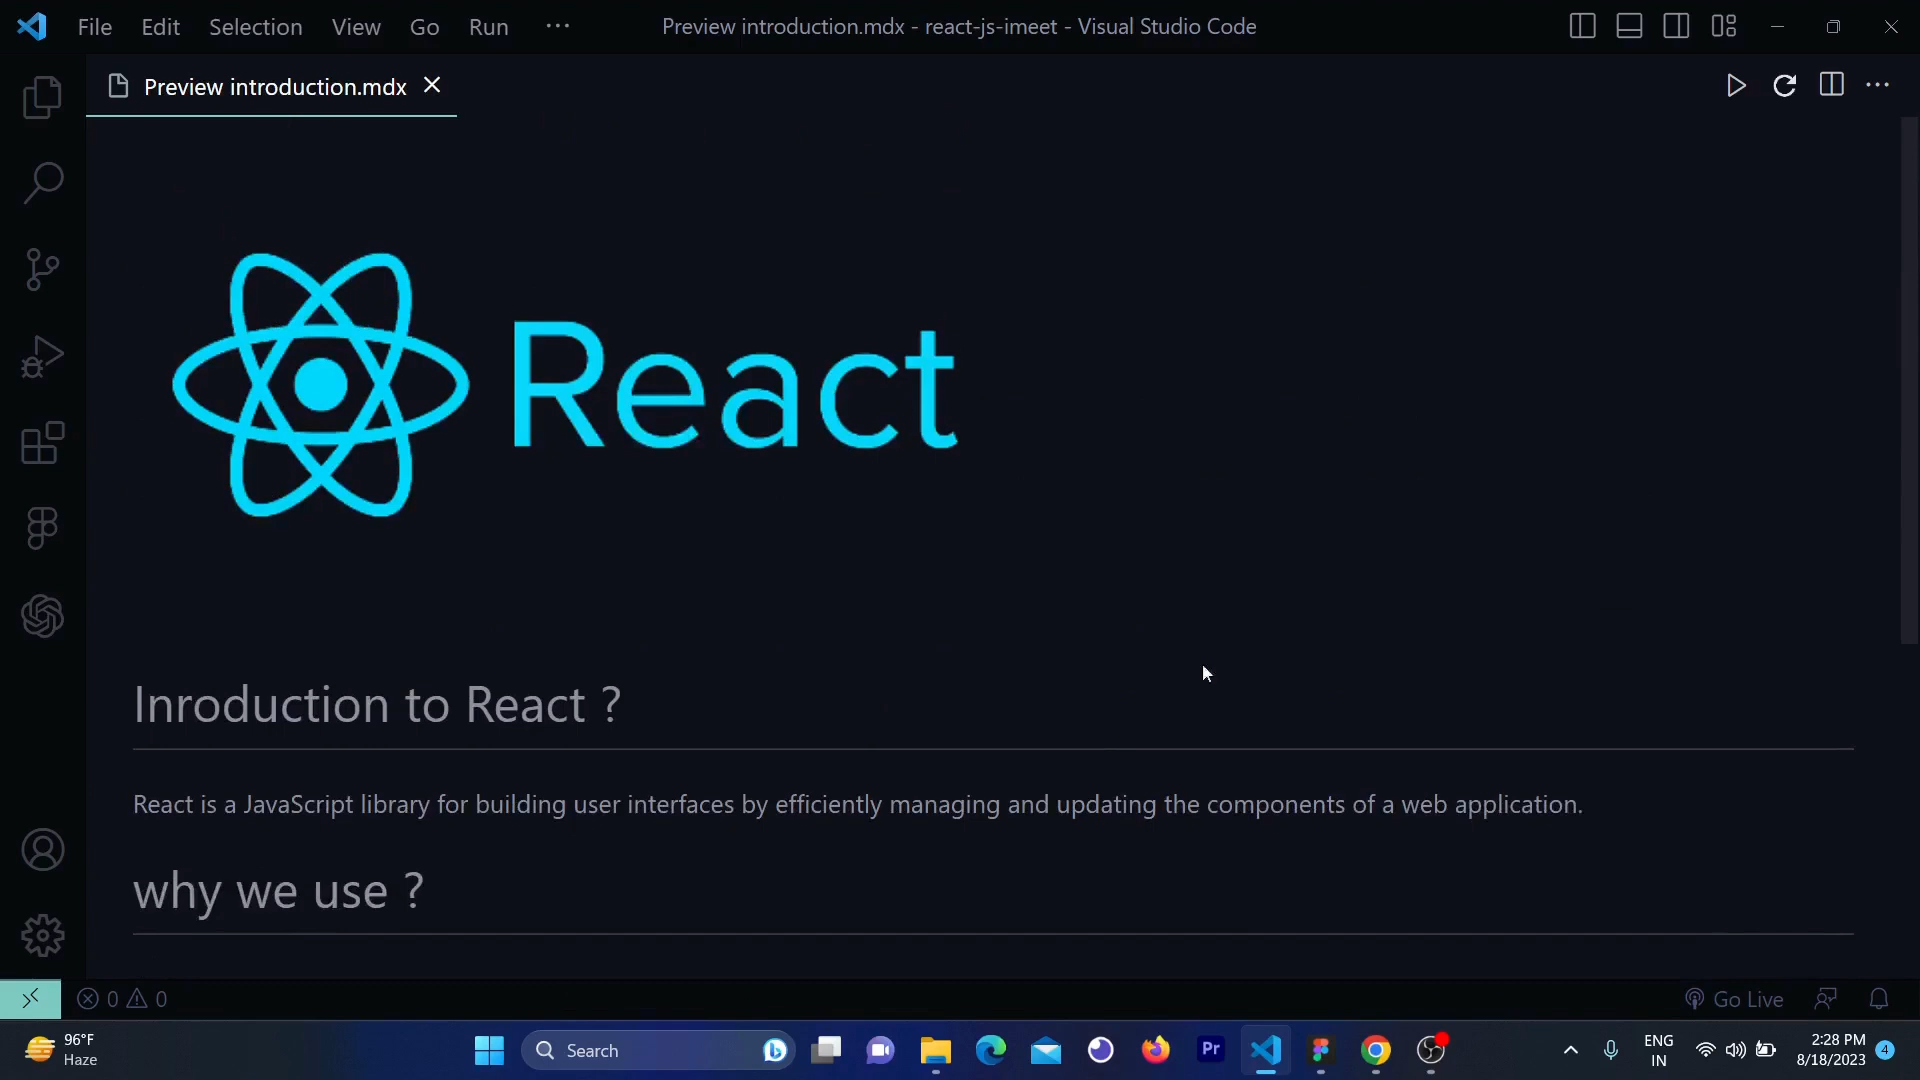 File Edit Selection View Go Run ··· Preview introduction.mdx - react-js-imeet - Visual Studio Code
Preview introduction.mdx
React
Inroduction to React ?
React is a JavaScript library for building user interfaces by efficiently managing and updating the components of a web application.
why we use ?
0 0 Go Live
96°F
Haze
Search
Pr
ENG
IN
2:28 PM
8/18/2023
4